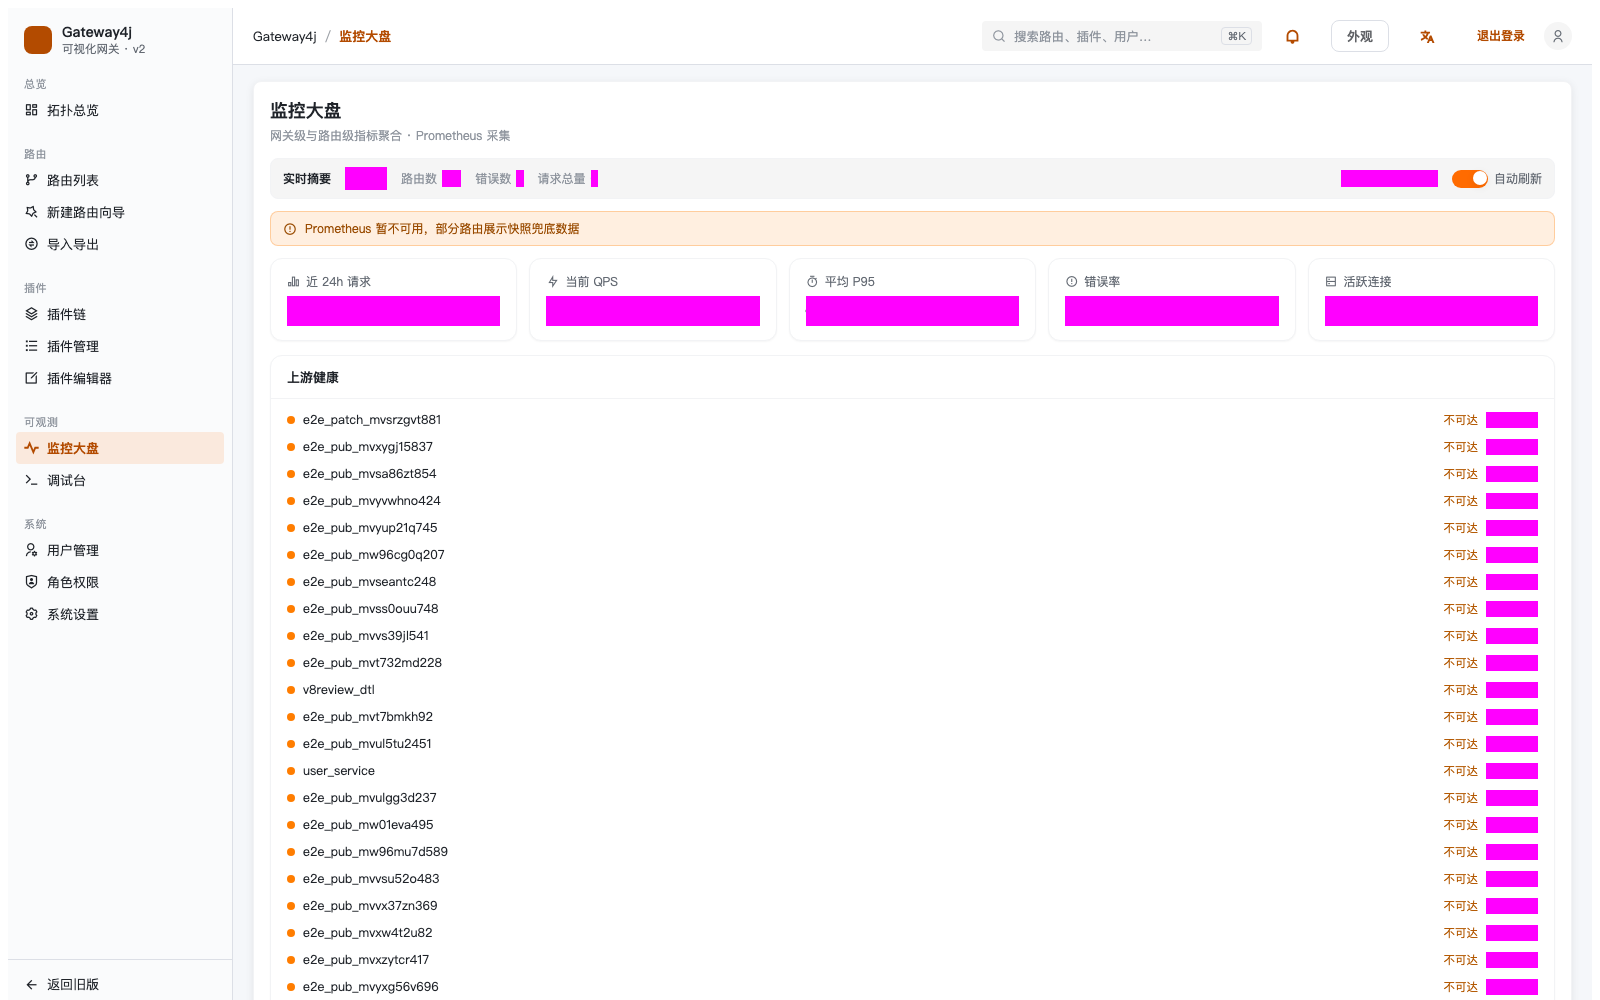 Gateway4j
可视化网关 · v2
总览
拓扑总览
路由
路由列表
新建路由向导
导入导出
插件
插件链
插件管理
插件编辑器
可观测
监控大盘
调试台
系统
用户管理
角色权限
系统设置
返回旧版
Gateway4j / 监控大盘
搜索路由、插件、用户… ⌘K
外观
退出登录
监控大盘
网关级与路由级指标聚合 · Prometheus 采集
实时摘要 路由数 错误数 请求总量 自动刷新
Prometheus 暂不可用，部分路由展示快照兜底数据
近 24h 请求
当前 QPS
平均 P95
错误率
活跃连接
上游健康
e2e_patch_mvsrzgvt881 不可达
e2e_pub_mvxygj15837 不可达
e2e_pub_mvsa86zt854 不可达
e2e_pub_mvyvwhno424 不可达
e2e_pub_mvyup21q745 不可达
e2e_pub_mw96cg0q207 不可达
e2e_pub_mvseantc248 不可达
e2e_pub_mvss0ouu748 不可达
e2e_pub_mvvs39jl541 不可达
e2e_pub_mvt732md228 不可达
v8review_dtl 不可达
e2e_pub_mvt7bmkh92 不可达
e2e_pub_mvul5tu2451 不可达
user_service 不可达
e2e_pub_mvulgg3d237 不可达
e2e_pub_mw01eva495 不可达
e2e_pub_mw96mu7d589 不可达
e2e_pub_mvvsu52o483 不可达
e2e_pub_mvvx37zn369 不可达
e2e_pub_mvxw4t2u82 不可达
e2e_pub_mvxzytcr417 不可达
e2e_pub_mvyxg56v696 不可达